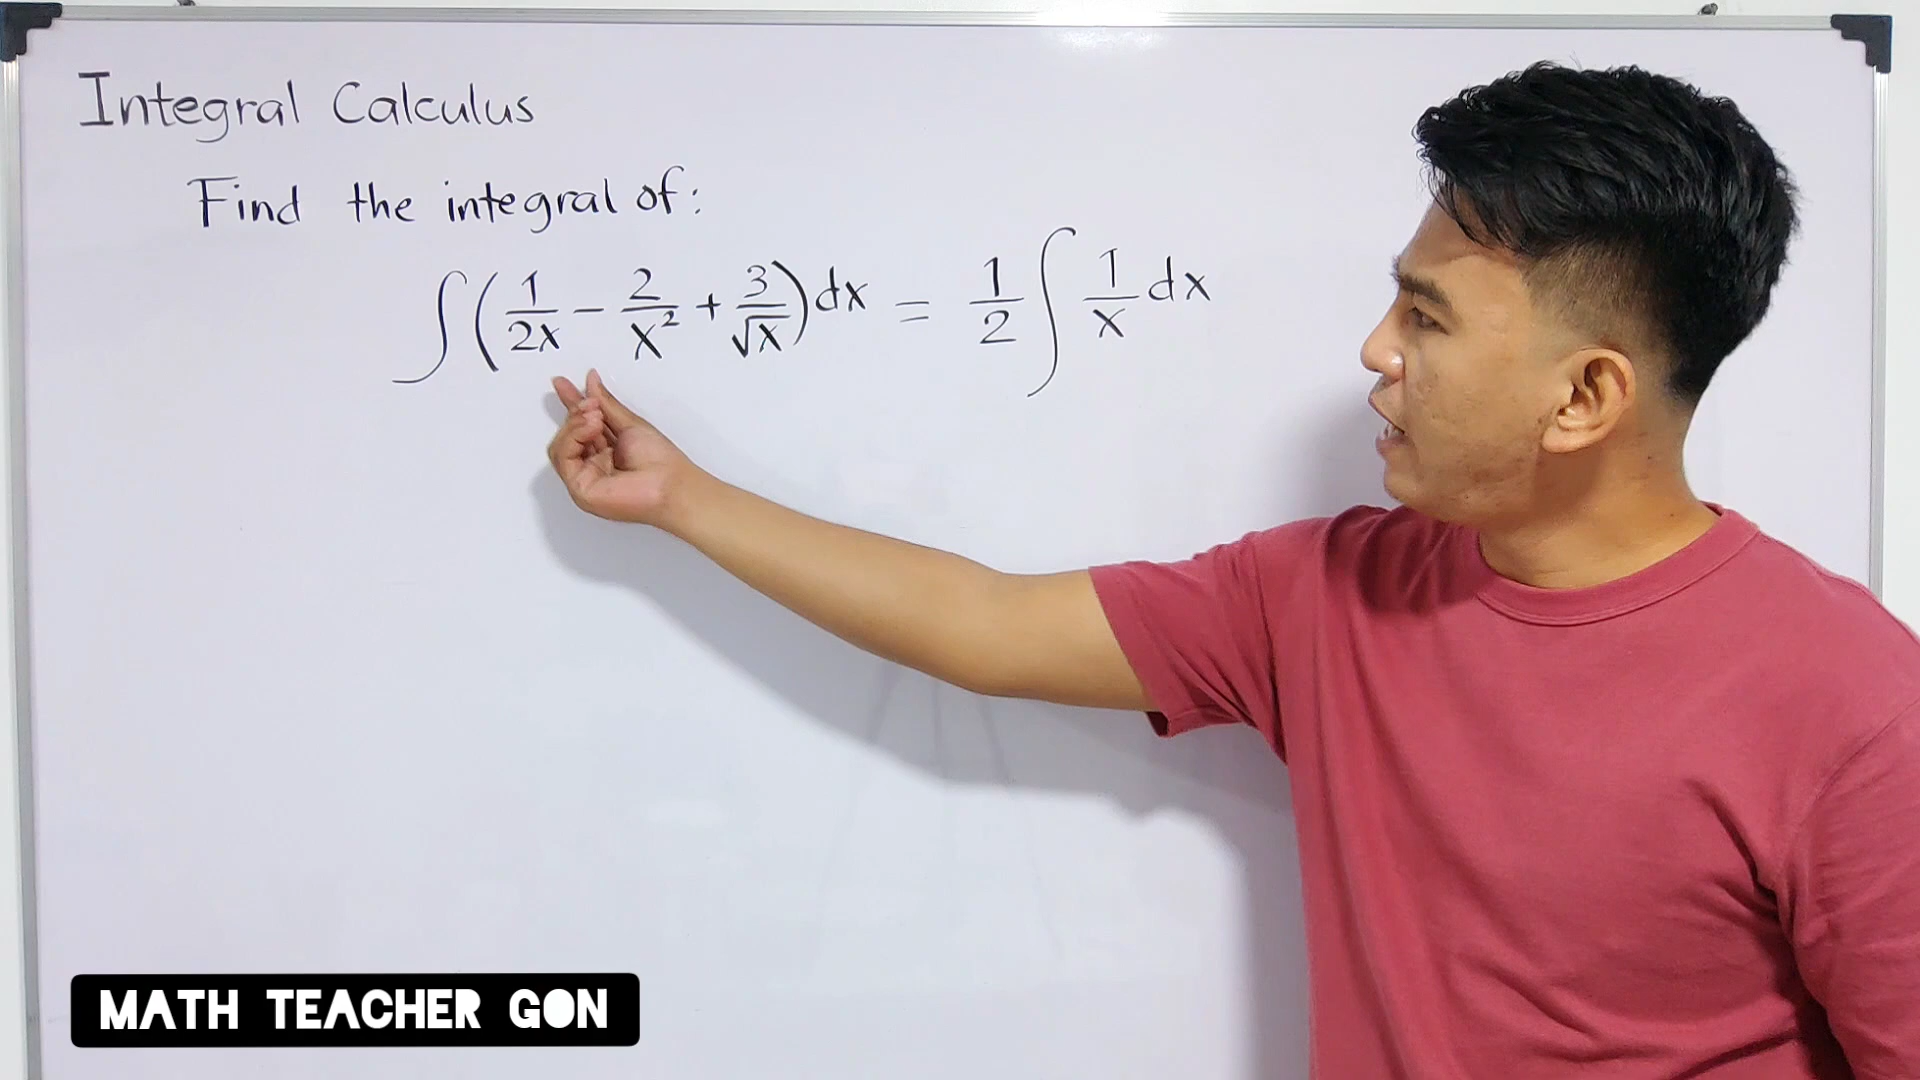 Integral Calculus
Find the integral of:
∫(1/2x − 2/x² + 3/√x)dx = 1/2 ∫ 1/x dx
MATH TEACHER GON